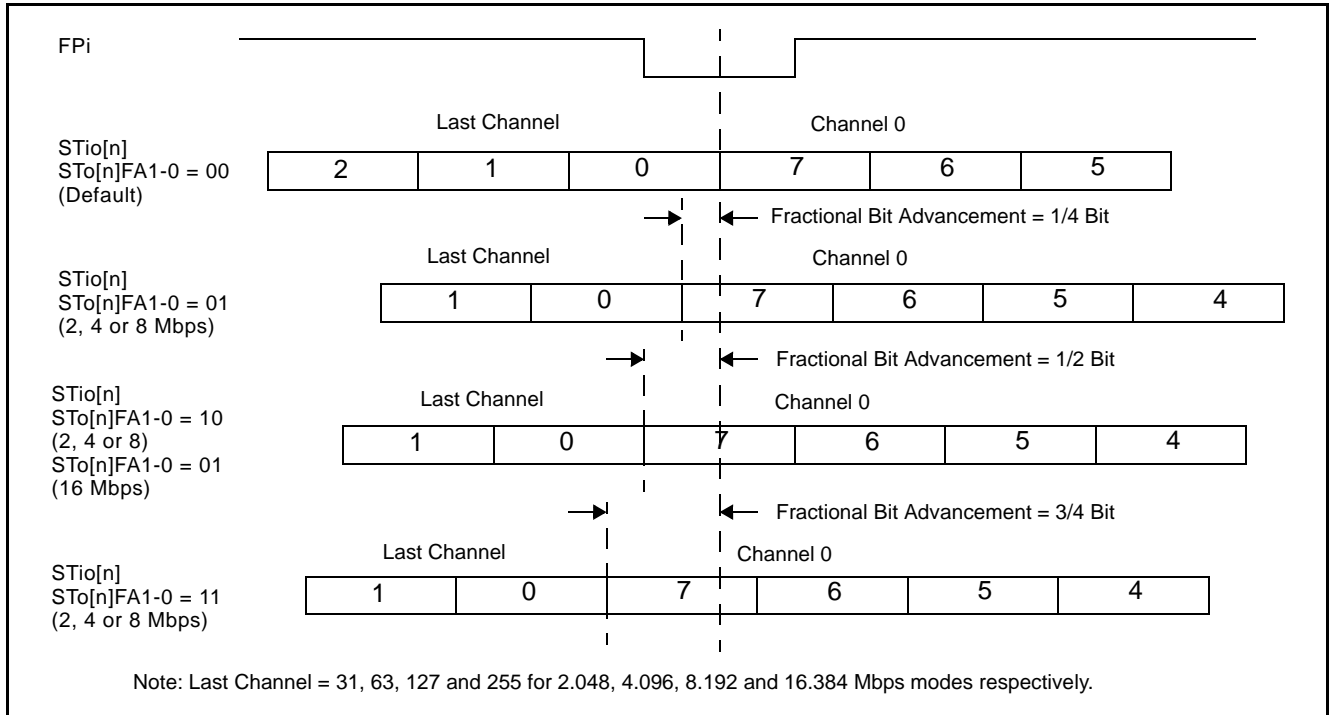 FPi
Last Channel
Channel 0
STio[n]
STo[n]FA1-0 = 00
(Default)
2 1 0 7 6 5
Fractional Bit Advancement = 1/4 Bit
Last Channel
Channel 0
STio[n]
STo[n]FA1-0 = 01
(2, 4 or 8 Mbps)
1 0 7 6 5 4
Fractional Bit Advancement = 1/2 Bit
Last Channel
Channel 0
STio[n]
STo[n]FA1-0 = 10
(2, 4 or 8)
STo[n]FA1-0 = 01
(16 Mbps)
1 0 7 6 5 4
Fractional Bit Advancement = 3/4 Bit
Last Channel
Channel 0
STio[n]
STo[n]FA1-0 = 11
(2, 4 or 8 Mbps)
1 0 7 6 5 4
Note: Last Channel = 31, 63, 127 and 255 for 2.048, 4.096, 8.192 and 16.384 Mbps modes respectively.